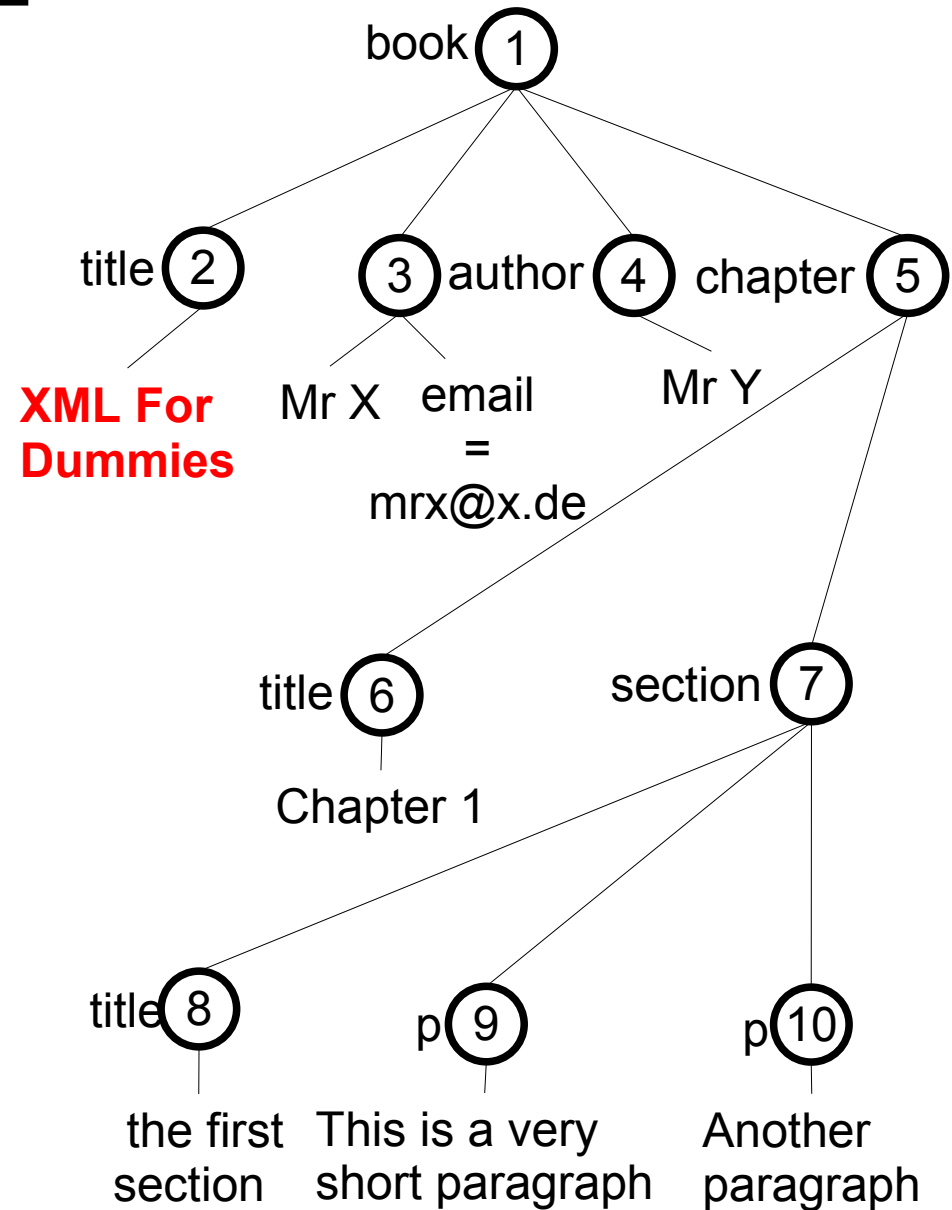 book 1
title 2
3 author 4
chapter 5
XML For
Dummies
Mr X
email
=
mrx@x.de
Mr Y
title 6
section 7
Chapter 1
title 8
p 9
p 10
the first
section
This is a very
short paragraph
Another
paragraph